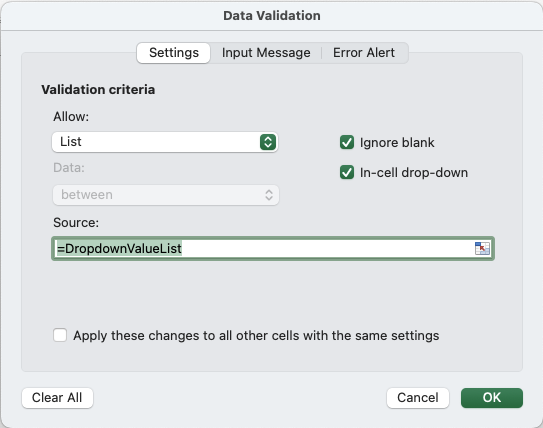 Data Validation
Settings
Input Message
Error Alert
Validation criteria
Allow:
List
Ignore blank
Data:
In-cell drop-down
between
Source:
=DropdownValueList
Apply these changes to all other cells with the same settings
Clear All
Cancel
OK